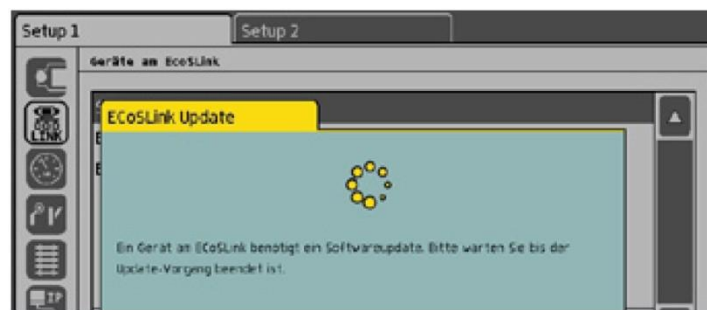 Setup 1
Setup 2
Geräte am EcoSLink
LINK
ECoSLink Update
Ein Gerät am ECoSLink benötigt ein Softwareupdate. Bitte warten Sie bis der
Update-Vorgang beendet ist.
IP